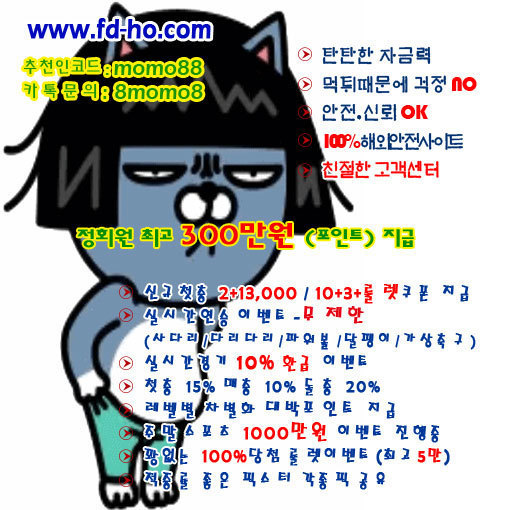 www.fd-ho.com
추천인코드:momo88
카톡문의:8momo8
탄탄한 자금력
먹튀때문에 걱정 NO
안전.신뢰 OK
100%해외안전사이트
친절한 고객센터
정회원 최고 300만원 (포인트) 지급
신규첫충 2+13,000 / 10+3+룰렛쿠폰 지급
실시간연승 이벤트 -무제한
(사다리/다리다리/파워볼/달팽이/가상축구)
실시간경기 10% 환급 이벤트
첫충 15% 매충 10% 돌충 20%
레벨별 차별화 대박포인트 지급
주말스포츠 1000만원 이벤트 진행중
꽝없는 100%당첨룰렛이벤트(최고5만)
적중률좋은 픽스터 각종픽공유